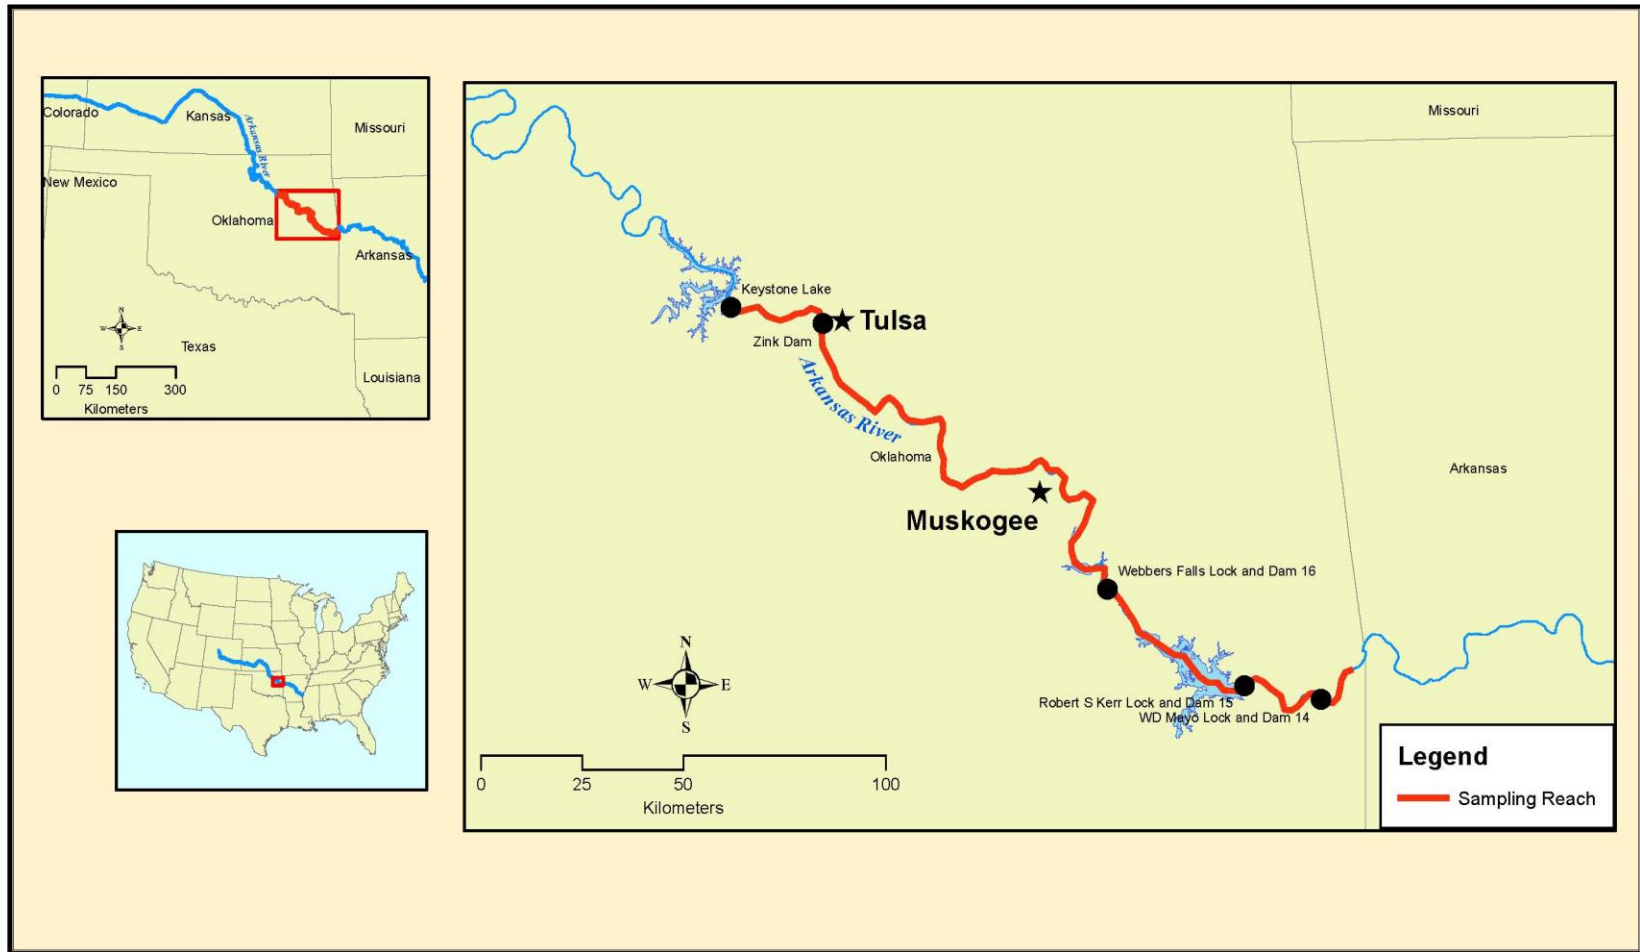 Colorado
Kansas
Arkansas River
Missouri
New Mexico
Oklahoma
Arkansas
N
W E
S
Texas
0 75 150 300
Kilometers
Louisiana
Missouri
Keystone Lake
Tulsa
Zink Dam
Arkansas River
Oklahoma
Arkansas
Muskogee
Webbers Falls Lock and Dam 16
N
W E
S
Robert S Kerr Lock and Dam 15
WD Mayo Lock and Dam 14
0 25 50 100
Kilometers
Legend
Sampling Reach